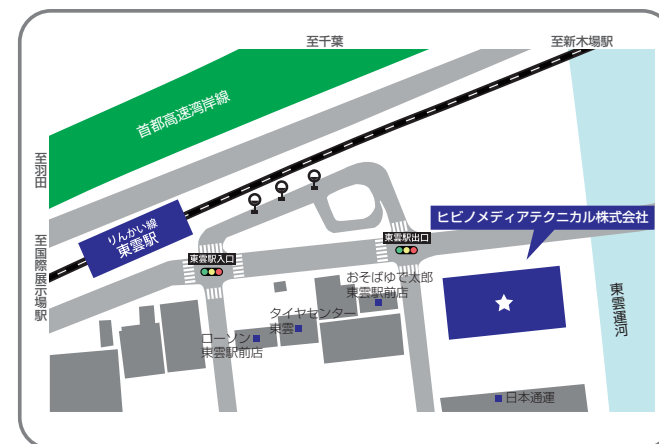 至千葉
至新木場駅
首都高速湾岸線
至羽田
りんかい線
東雲駅
ヒビノメディアテクニカル株式会社
東雲駅出口
至国際展示場駅
東雲駅入口
おそばゆで太郎
東雲駅前店
東雲運河
タイヤセンター
東雲
ローソン
東雲駅前店
日本通運